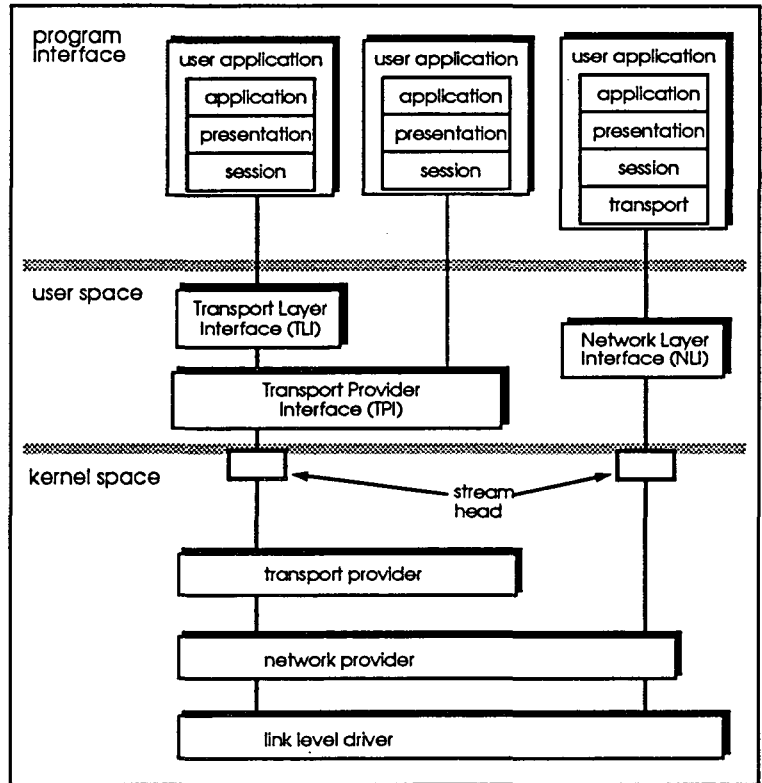 program
interface
user application
application
presentation
session
user application
application
presentation
session
user application
application
presentation
session
transport
user space
Transport Layer
Interface (TLI)
Network Layer
Interface (NLI)
Transport Provider
Interface (TPI)
kernel space
stream
head
transport provider
network provider
link level driver